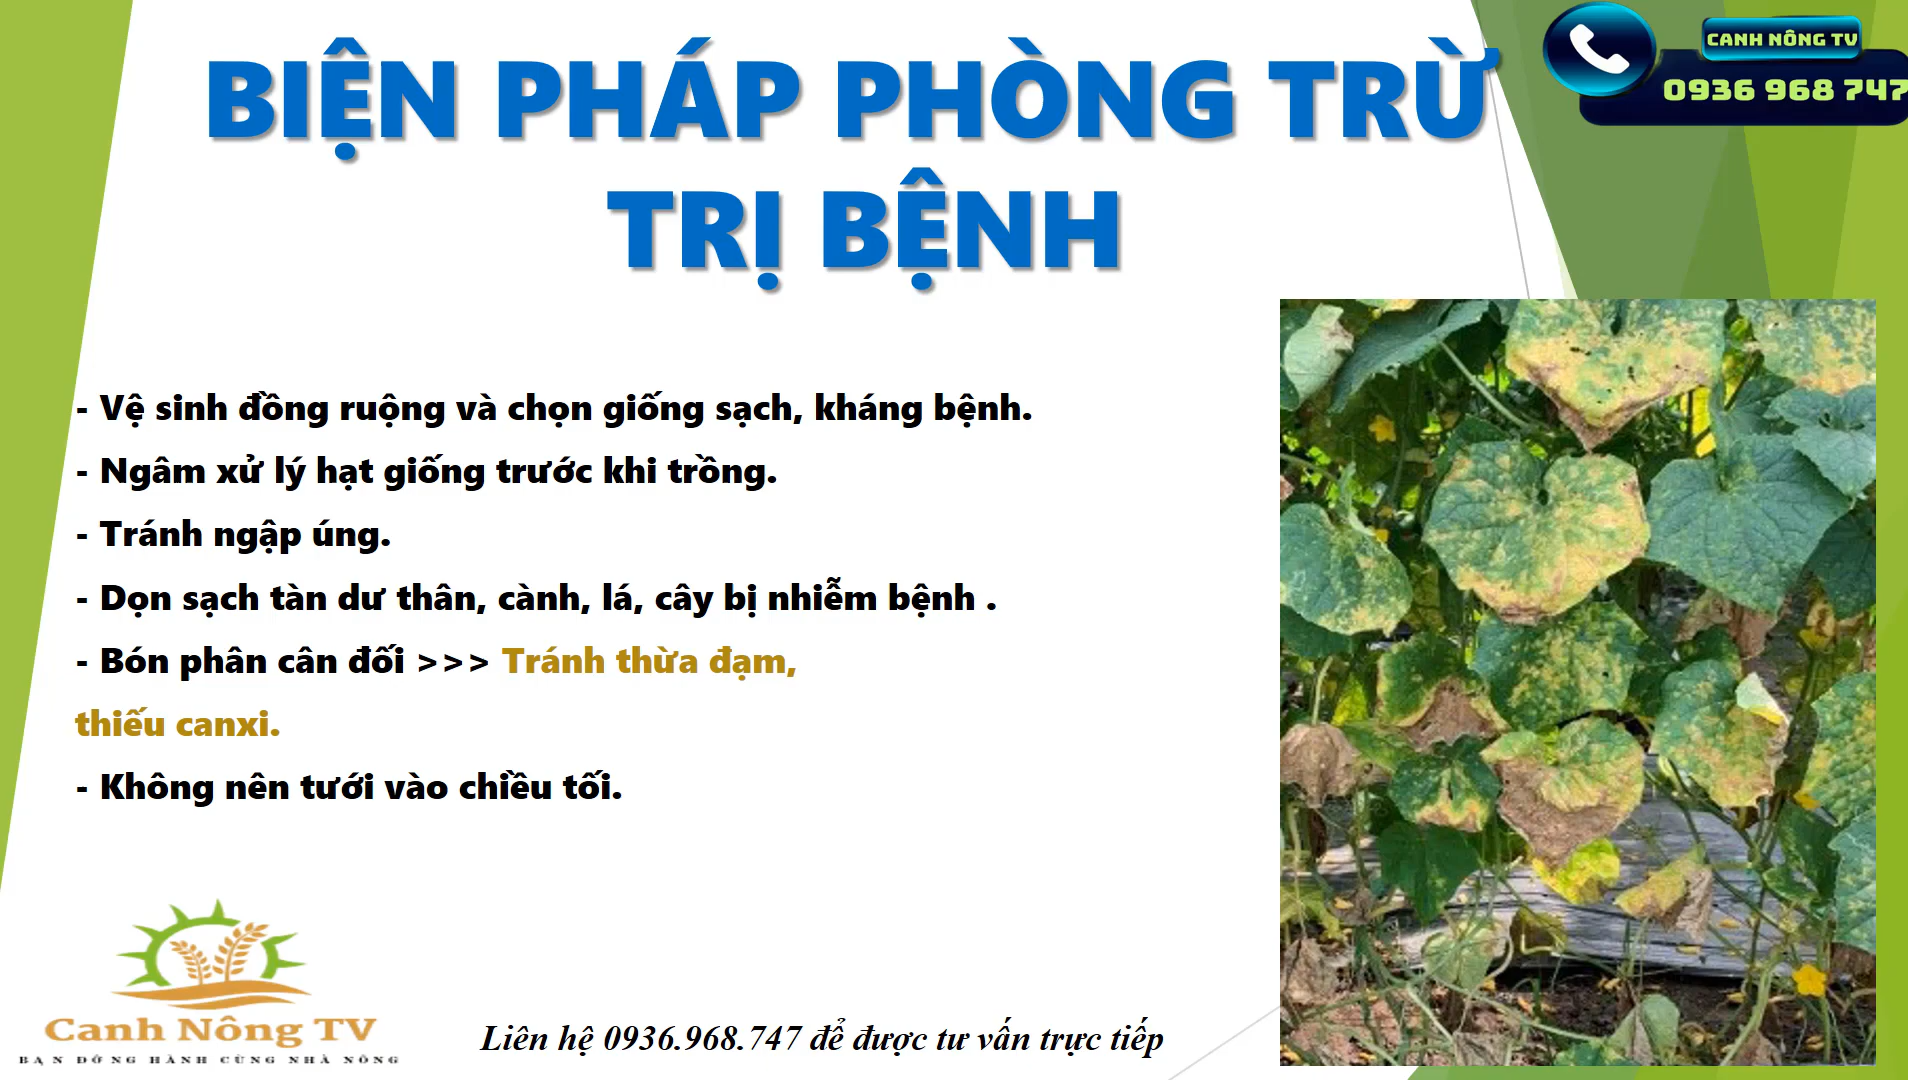 CANH NÔNG TV
0936 968 747
BIỆN PHÁP PHÒNG TRỪ
TRỊ BỆNH
- Vệ sinh đồng ruộng và chọn giống sạch, kháng bệnh.
- Ngâm xử lý hạt giống trước khi trồng.
- Tránh ngập úng.
- Dọn sạch tàn dư thân, cành, lá, cây bị nhiễm bệnh .
- Bón phân cân đối >>> Tránh thừa đạm,
thiếu canxi.
- Không nên tưới vào chiều tối.
Canh Nông TV
BẠN ĐỒNG HÀNH CÙNG NHÀ NÔNG
Liên hệ 0936.968.747 để được tư vấn trực tiếp